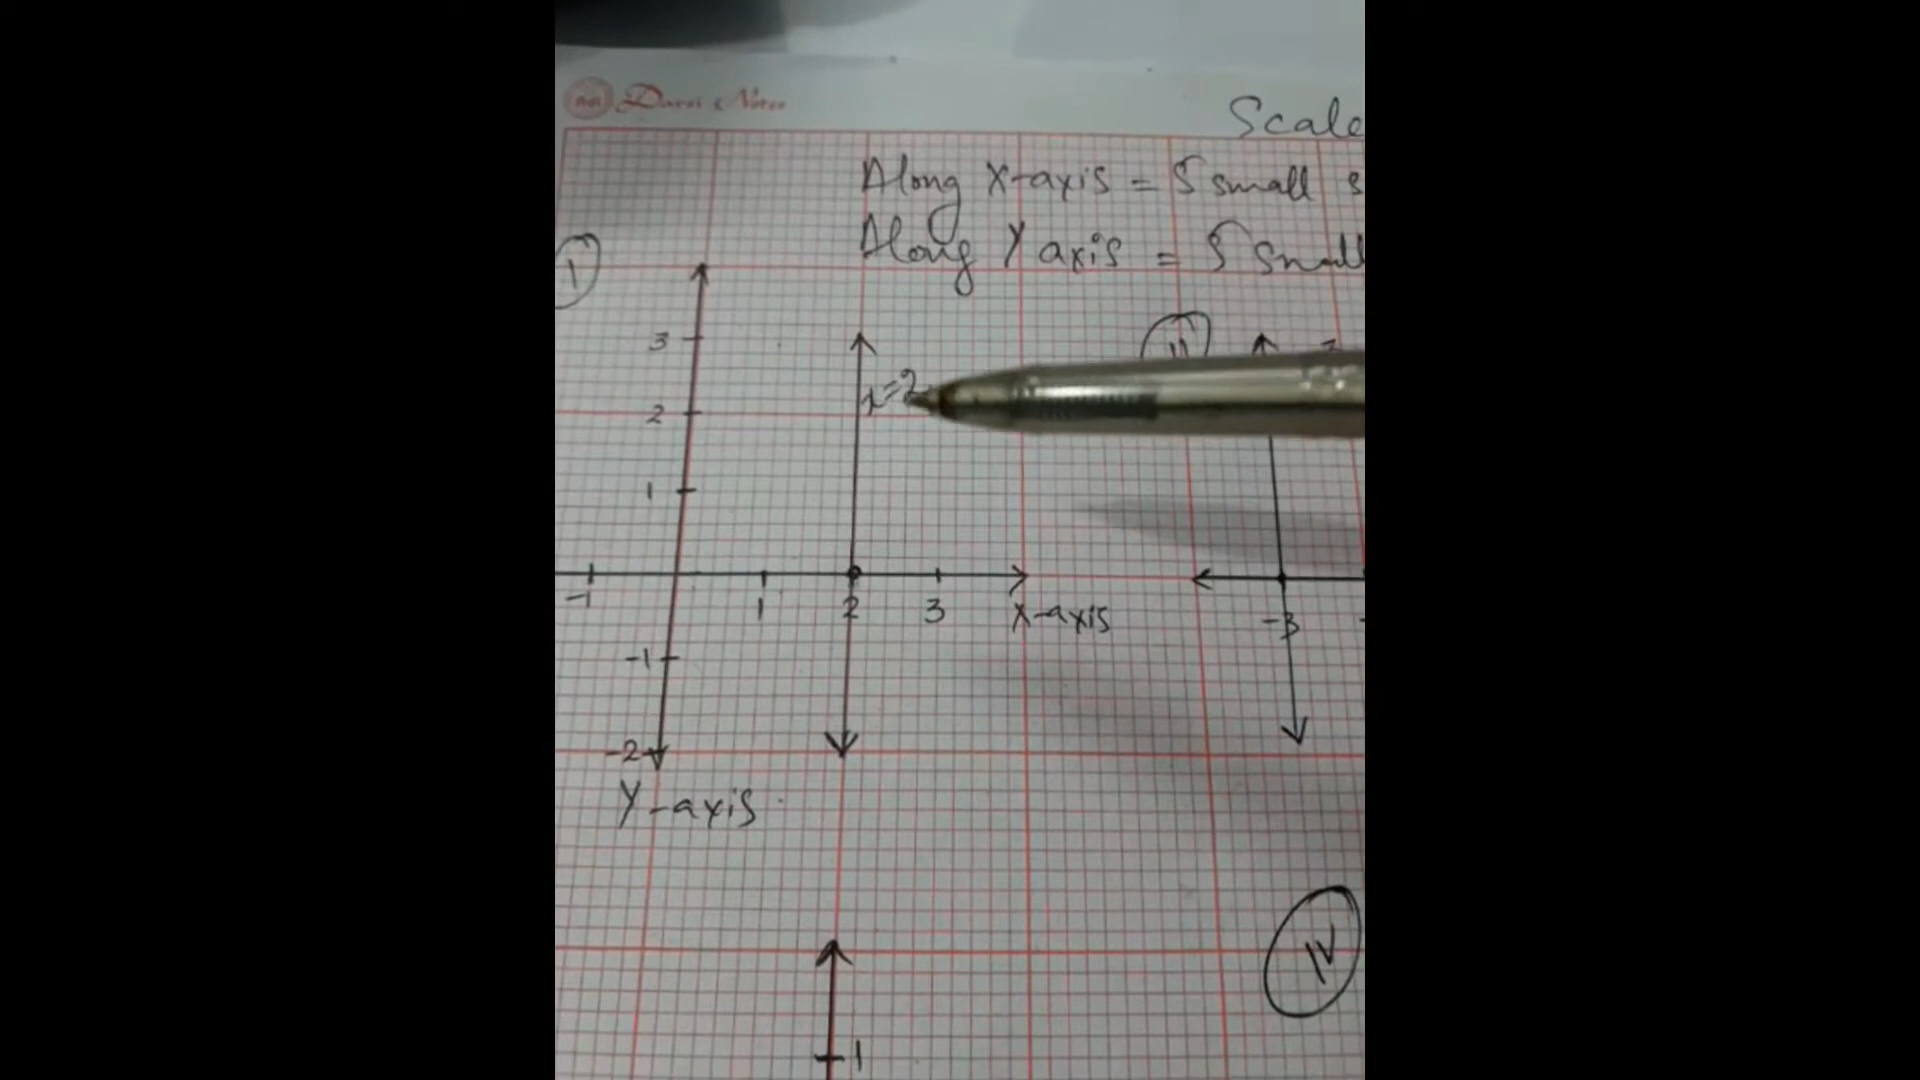 Scale
Along X-axis = 5 small s
Along Y axis = 5 small
I
3
x=2
II
2
1
-1
1
2
3
X-axis
-3
-1
-2
Y-axis
IV
1